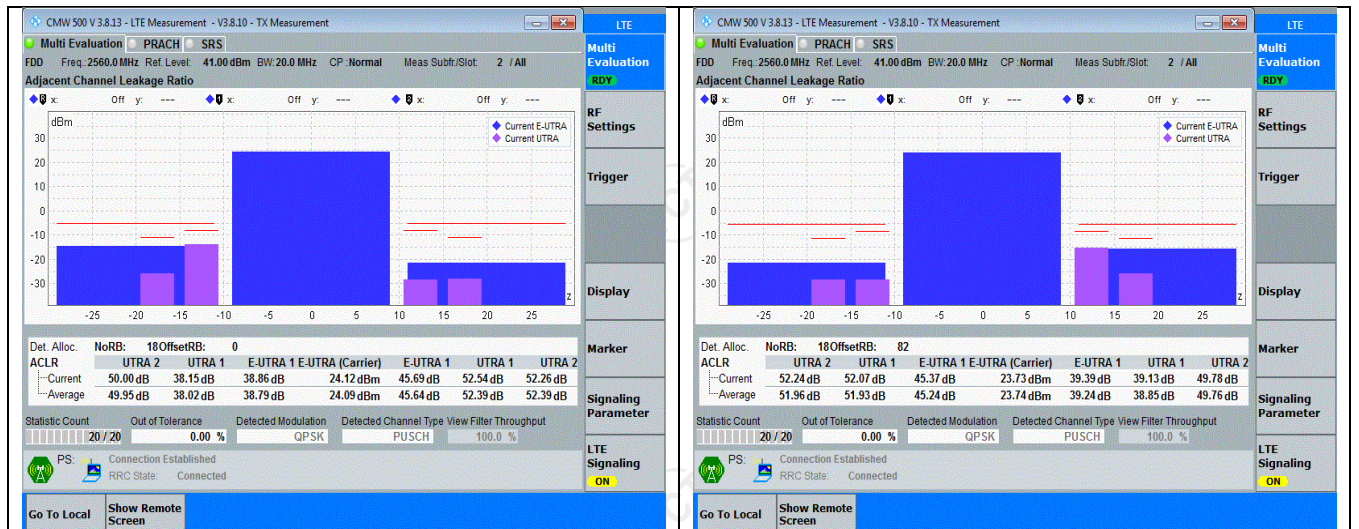 CMW 500 V 3.8.13 - LTE Measurement - V3.8.10 - TX Measurement
LTE
Multi Evaluation PRACH SRS
Multi Evaluation
RDY
FDD Freq.:2560.0 MHz Ref. Level: 41.00 dBm BW:20.0 MHz CP :Normal Meas Subfr./Slot: 2 / All
Adjacent Channel Leakage Ratio
x: Off y: --- x: Off y: --- x: Off y: ---
dBm
Current E-UTRA
Current UTRA
30
20
10
0
-10
-20
-30
z
-25 -20 -15 -10 -5 0 5 10 15 20 25
RF Settings
Trigger
Display
Marker
Signaling Parameter
LTE Signaling
ON
Det. Alloc. NoRB: 18OffsetRB: 0
ACLR UTRA 2 UTRA 1 E-UTRA 1 E-UTRA (Carrier) E-UTRA 1 UTRA 1 UTRA 2
Current 50.00 dB 38.15 dB 38.86 dB 24.12 dBm 45.69 dB 52.54 dB 52.26 dB
Average 49.95 dB 38.02 dB 38.79 dB 24.09 dBm 45.64 dB 52.39 dB 52.39 dB
Statistic Count Out of Tolerance Detected Modulation Detected Channel Type View Filter Throughput
20 / 20 0.00 % QPSK PUSCH 100.0 %
PS: Connection Established
RRC State: Connected
Go To Local
Show Remote Screen
CMW 500 V 3.8.13 - LTE Measurement - V3.8.10 - TX Measurement
LTE
Multi Evaluation PRACH SRS
Multi Evaluation
RDY
FDD Freq.:2560.0 MHz Ref. Level: 41.00 dBm BW:20.0 MHz CP :Normal Meas Subfr./Slot: 2 / All
Adjacent Channel Leakage Ratio
x: Off y: --- x: Off y: --- x: Off y: ---
dBm
Current E-UTRA
Current UTRA
30
20
10
0
-10
-20
-30
z
-25 -20 -15 -10 -5 0 5 10 15 20 25
RF Settings
Trigger
Display
Marker
Signaling Parameter
LTE Signaling
ON
Det. Alloc. NoRB: 18OffsetRB: 82
ACLR UTRA 2 UTRA 1 E-UTRA 1 E-UTRA (Carrier) E-UTRA 1 UTRA 1 UTRA 2
Current 52.24 dB 52.07 dB 45.37 dB 23.73 dBm 39.39 dB 39.13 dB 49.78 dB
Average 51.96 dB 51.93 dB 45.24 dB 23.74 dBm 39.24 dB 38.85 dB 49.76 dB
Statistic Count Out of Tolerance Detected Modulation Detected Channel Type View Filter Throughput
20 / 20 0.00 % QPSK PUSCH 100.0 %
PS: Connection Established
RRC State: Connected
Go To Local
Show Remote Screen